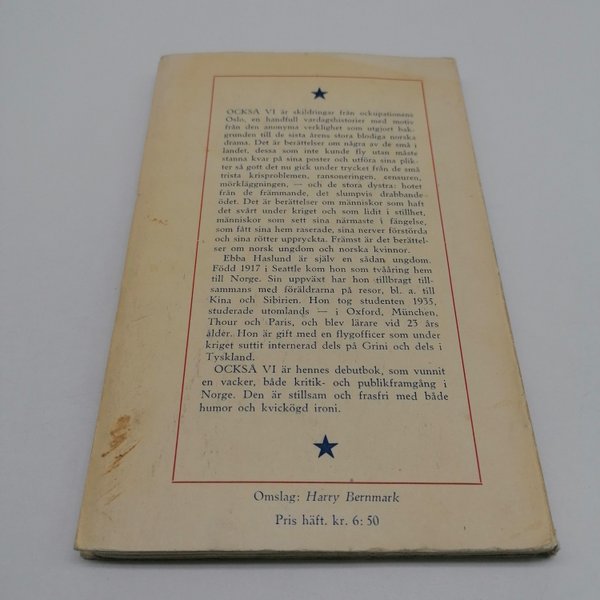 OCKSÅ VI är skildringar från ockupationens
Oslo, en handfull vardagshistorier med motiv
från den anonyma verklighet som utgjort bak-
grunden till de sista årens stora blodiga norska
drama. Det är berättelser om några av de små i
landet, dessa som inte kunde fly utan måste
stanna kvar på sina poster och utföra sina plik-
ter så gott det nu gick under trycket från de små
trista krisproblemen, ransoneringen, censuren,
mörkläggningen, — och de stora dystra: hotet
från de främmande, det slumpvis drabbande
ödet. Det är berättelser om människor som haft
det svårt under kriget och som lidit i stillhet,
människor som sett sina närmaste i fängelse,
som fått sina hem raserade, sina nerver förstörda
och sina rötter uppryckta. Främst är det berättel-
ser om norsk ungdom och norska kvinnor.
Ebba Haslund är själv en sådan ungdom.
Född 1917 i Seattle kom hon som tvååring hem
till Norge. Sin uppväxt har hon tillbragt till-
sammans med föräldrarna på resor, bl. a. till
Kina och Sibirien. Hon tog studenten 1935,
studerade utomlands — i Oxford, München,
Thour och Paris, och blev lärare vid 23 års
ålder. Hon är gift med en flygofficer som under
kriget suttit internerad dels på Grini och dels i
Tyskland.
OCKSÅ VI är hennes debutbok, som vunnit
en vacker, både kritik- och publikframgång i
Norge. Den är stillsam och frasfri med både
humor och kvickögd ironi.
Omslag: Harry Bernmark
Pris häft. kr. 6:50